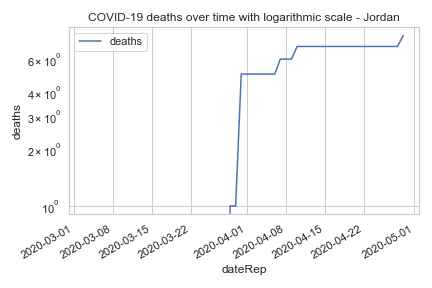 COVID-19 deaths over time with logarithmic scale - Jordan
deaths
6 × 10⁰
4 × 10⁰
3 × 10⁰
2 × 10⁰
10⁰
deaths
2020-03-01
2020-03-08
2020-03-15
2020-03-22
2020-04-01
2020-04-08
2020-04-15
2020-04-22
2020-05-01
dateRep